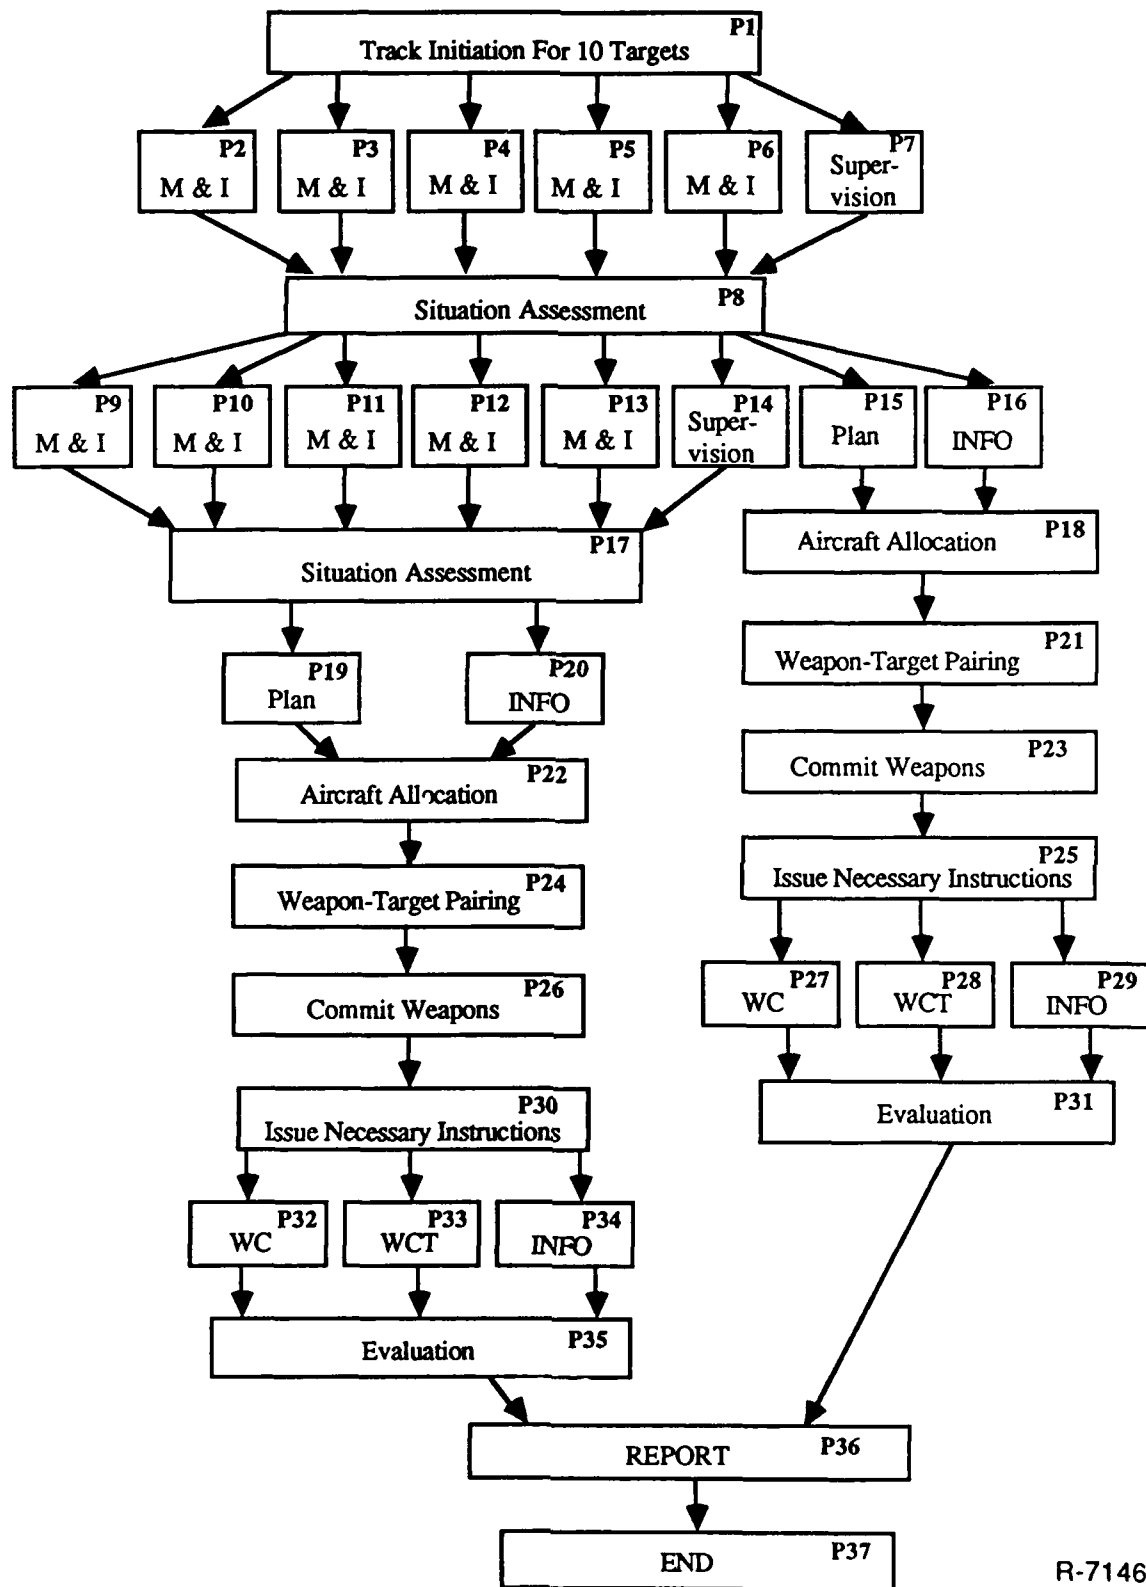 P1
Track Initiation For 10 Targets
P2
M & I
P3
M & I
P4
M & I
P5
M & I
P6
M & I
P7
Super-
vision
P8
Situation Assessment
P9
M & I
P10
M & I
P11
M & I
P12
M & I
P13
M & I
P14
Super-
vision
P15
Plan
P16
INFO
P17
Situation Assessment
P18
Aircraft Allocation
P19
Plan
P20
INFO
P21
Weapon-Target Pairing
P22
Aircraft Allocation
P23
Commit Weapons
P24
Weapon-Target Pairing
P25
Issue Necessary Instructions
P26
Commit Weapons
P27
WC
P28
WCT
P29
INFO
P30
Issue Necessary Instructions
P31
Evaluation
P32
WC
P33
WCT
P34
INFO
P35
Evaluation
P36
REPORT
P37
END
R-7146